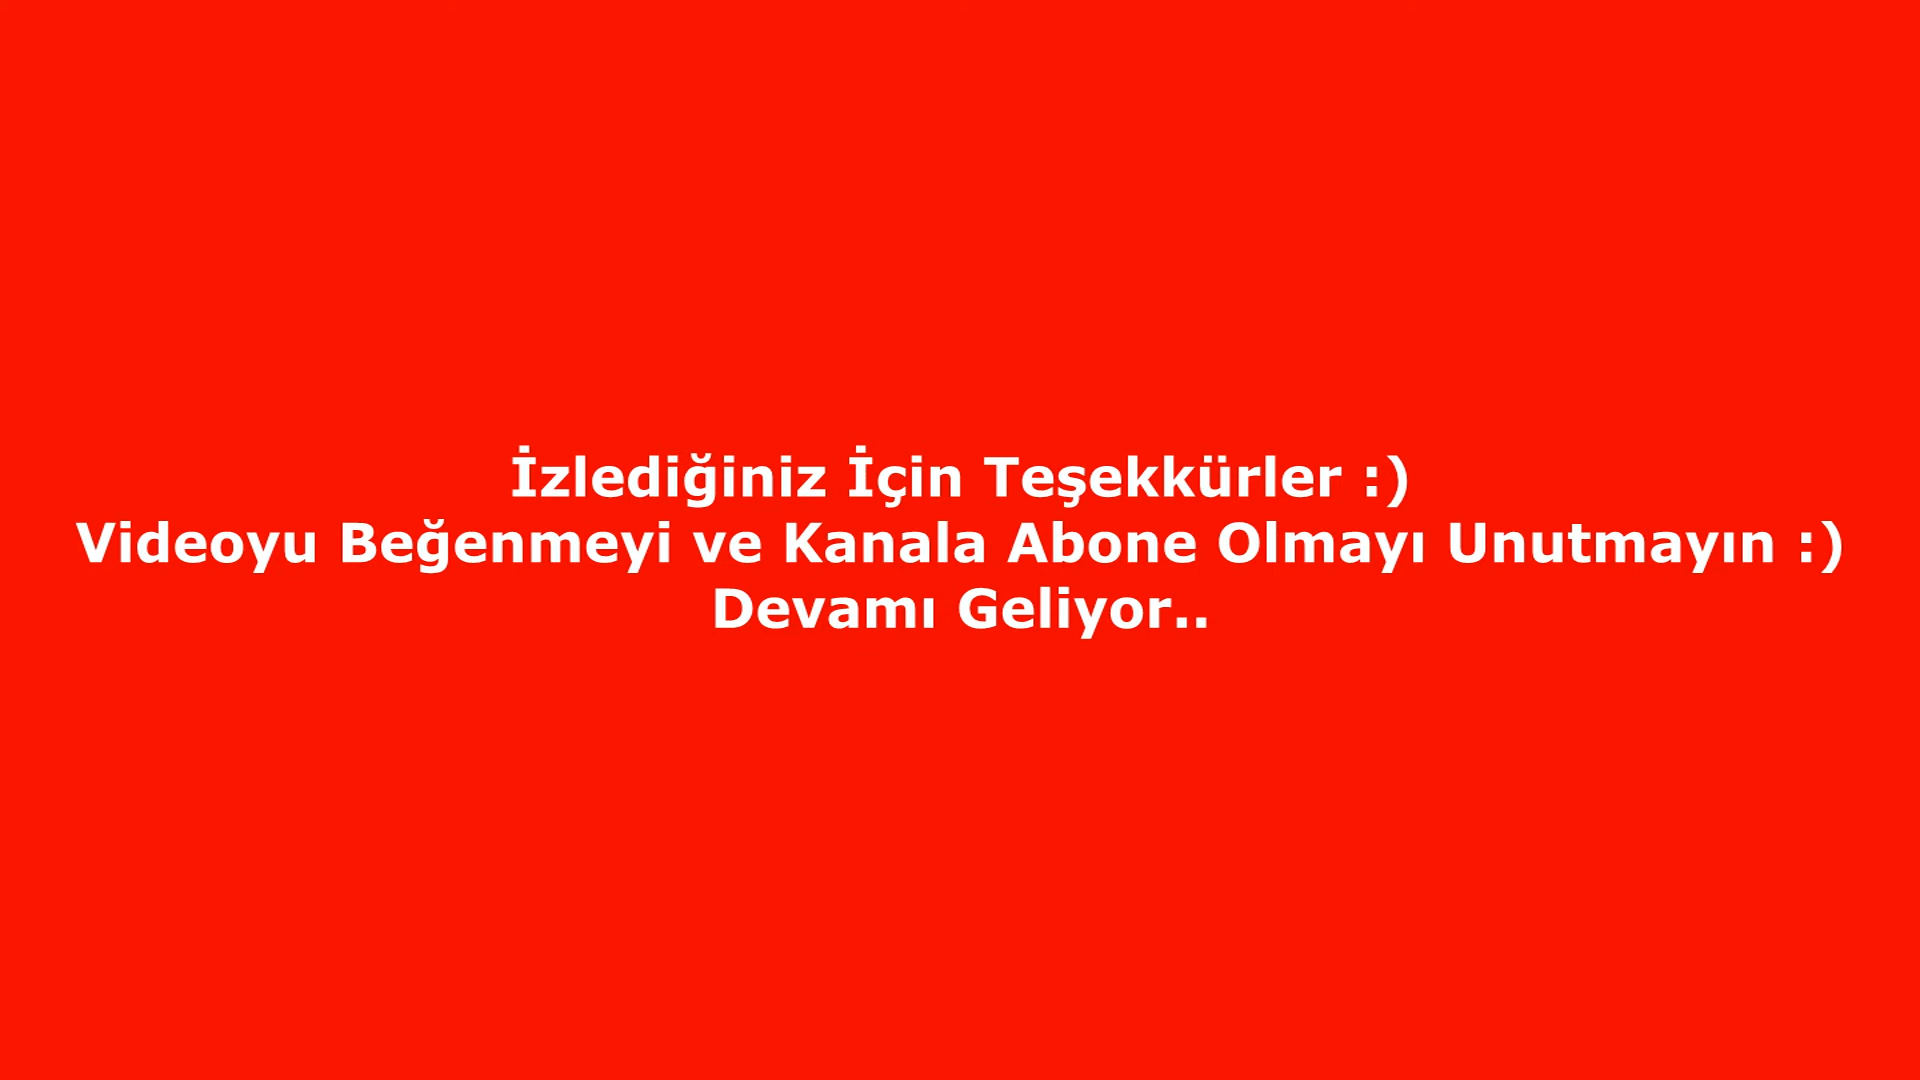 İzlediğiniz İçin Teşekkürler :)
Videoyu Beğenmeyi ve Kanala Abone Olmayı Unutmayın :)
Devamı Geliyor..